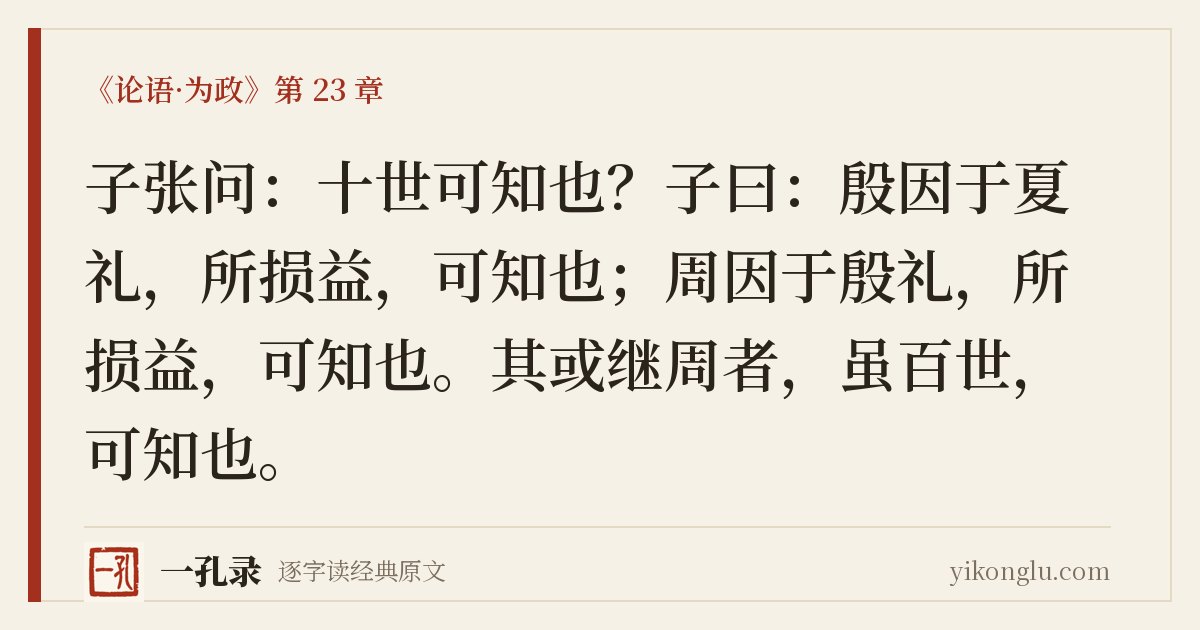 《论语·为政》第 23 章
子张问：十世可知也？子曰：殷因于夏
礼，所损益，可知也；周因于殷礼，所
损益，可知也。其或继周者，虽百世，
可知也。
一孔
一孔录 逐字读经典原文 yikonglu.com